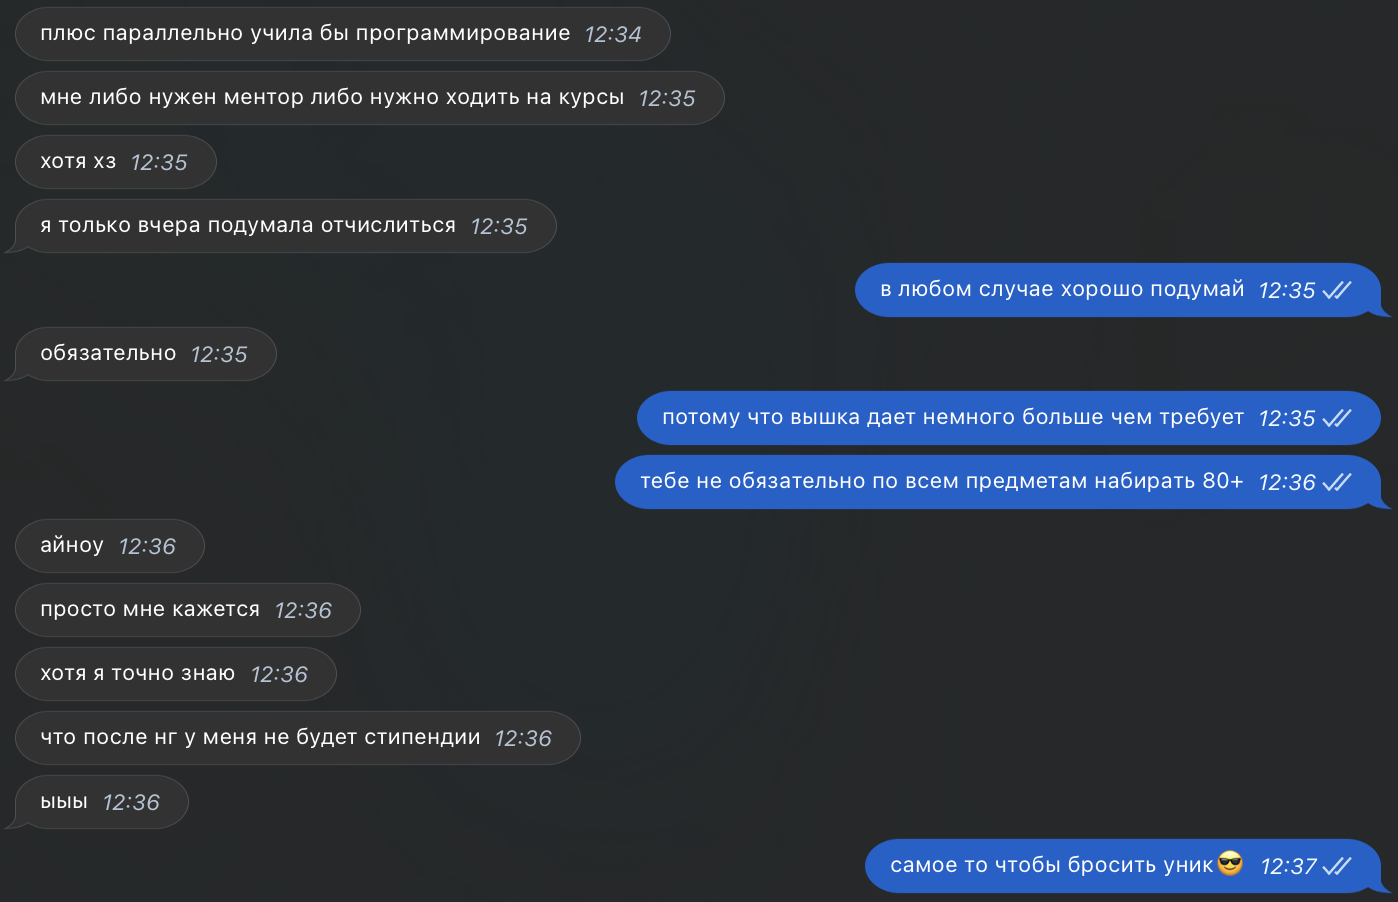 плюс параллельно учила бы программирование 12:34
мне либо нужен ментор либо нужно ходить на курсы 12:35
хотя хз 12:35
я только вчера подумала отчислиться 12:35
в любом случае хорошо подумай 12:35
обязательно 12:35
потому что вышка дает немного больше чем требует 12:35
тебе не обязательно по всем предметам набирать 80+ 12:36
айноу 12:36
просто мне кажется 12:36
хотя я точно знаю 12:36
что после нг у меня не будет стипендии 12:36
ыыы 12:36
самое то чтобы бросить уник😎 12:37